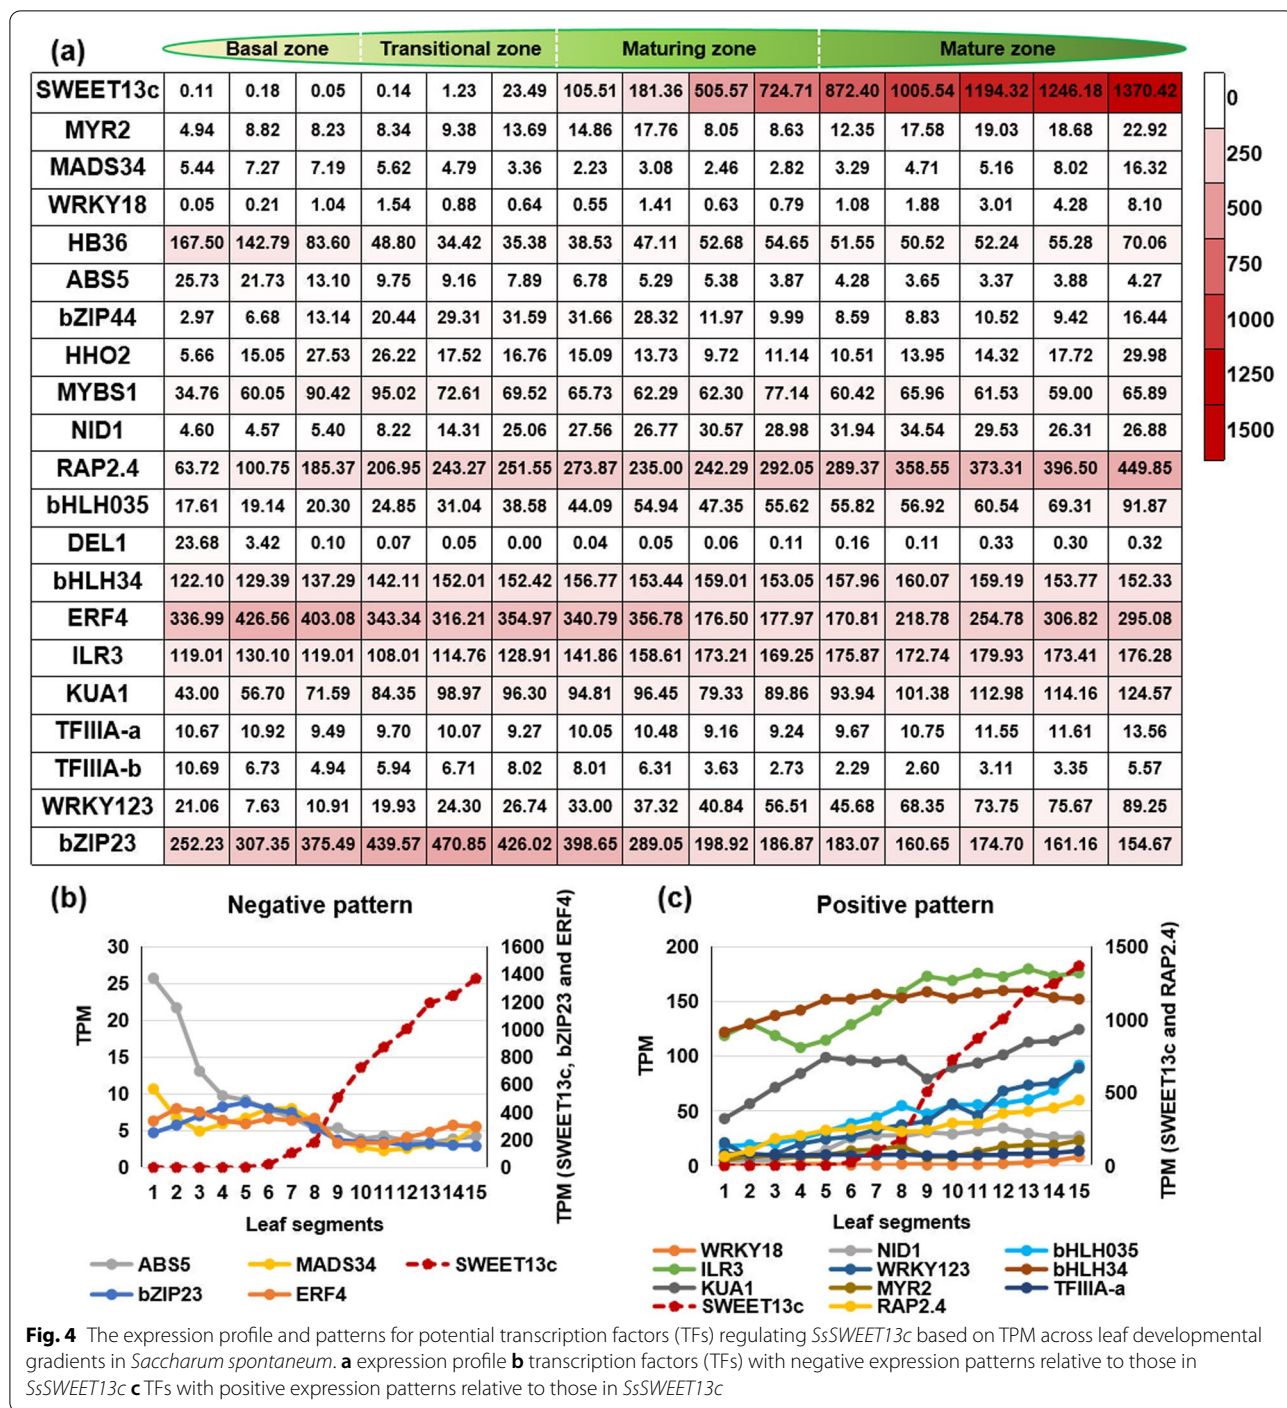 (a)
Basal zone Transitional zone Maturing zone Mature zone
SWEET13c 0.11 0.18 0.05 0.14 1.23 23.49 105.51 181.36 505.57 724.71 872.40 1005.54 1194.32 1246.18 1370.42
MYR2 4.94 8.82 8.23 8.34 9.38 13.69 14.86 17.76 8.05 8.63 12.35 17.58 19.03 18.68 22.92
MADS34 5.44 7.27 7.19 5.62 4.79 3.36 2.23 3.08 2.46 2.82 3.29 4.71 5.16 8.02 16.32
WRKY18 0.05 0.21 1.04 1.54 0.88 0.64 0.55 1.41 0.63 0.79 1.08 1.88 3.01 4.28 8.10
HB36 167.50 142.79 83.60 48.80 34.42 35.38 38.53 47.11 52.68 54.65 51.55 50.52 52.24 55.28 70.06
ABS5 25.73 21.73 13.10 9.75 9.16 7.89 6.78 5.29 5.38 3.87 4.28 3.65 3.37 3.88 4.27
bZIP44 2.97 6.68 13.14 20.44 29.31 31.59 31.66 28.32 11.97 9.99 8.59 8.83 10.52 9.42 16.44
HHO2 5.66 15.05 27.53 26.22 17.52 16.76 15.09 13.73 9.72 11.14 10.51 13.95 14.32 17.72 29.98
MYBS1 34.76 60.05 90.42 95.02 72.61 69.52 65.73 62.29 62.30 77.14 60.42 65.96 61.53 59.00 65.89
NID1 4.60 4.57 5.40 8.22 14.31 25.06 27.56 26.77 30.57 28.98 31.94 34.54 29.53 26.31 26.88
RAP2.4 63.72 100.75 185.37 206.95 243.27 251.55 273.87 235.00 242.29 292.05 289.37 358.55 373.31 396.50 449.85
bHLH035 17.61 19.14 20.30 24.85 31.04 38.58 44.09 54.94 47.35 55.62 55.82 56.92 60.54 69.31 91.87
DEL1 23.68 3.42 0.10 0.07 0.05 0.00 0.04 0.05 0.06 0.11 0.16 0.11 0.33 0.30 0.32
bHLH34 122.10 129.39 137.29 142.11 152.01 152.42 156.77 153.44 159.01 153.05 157.96 160.07 159.19 153.77 152.33
ERF4 336.99 426.56 403.08 343.34 316.21 354.97 340.79 356.78 176.50 177.97 170.81 218.78 254.78 306.82 295.08
ILR3 119.01 130.10 119.01 108.01 114.76 128.91 141.86 158.61 173.21 169.25 175.87 172.74 179.93 173.41 176.28
KUA1 43.00 56.70 71.59 84.35 98.97 96.30 94.81 96.45 79.33 89.86 93.94 101.38 112.98 114.16 124.57
TFIIIA-a 10.67 10.92 9.49 9.70 10.07 9.27 10.05 10.48 9.16 9.24 9.67 10.75 11.55 11.61 13.56
TFIIIA-b 10.69 6.73 4.94 5.94 6.71 8.02 8.01 6.31 3.63 2.73 2.29 2.60 3.11 3.35 5.57
WRKY123 21.06 7.63 10.91 19.93 24.30 26.74 33.00 37.32 40.84 56.51 45.68 68.35 73.75 75.67 89.25
bZIP23 252.23 307.35 375.49 439.57 470.85 426.02 398.65 289.05 198.92 186.87 183.07 160.65 174.70 161.16 154.67
0
250
500
750
1000
1250
1500
(b)
Negative pattern
TPM
30
25
20
15
10
5
0
1600
1400
1200
1000
800
600
400
200
0
TPM (SWEET13c, bZIP23 and ERF4)
1 2 3 4 5 6 7 8 9 10 11 12 13 14 15
Leaf segments
ABS5 MADS34 SWEET13c
bZIP23 ERF4
(c)
Positive pattern
TPM
200
150
100
50
0
1500
1000
500
0
TPM (SWEET13c and RAP2.4)
1 2 3 4 5 6 7 8 9 10 11 12 13 14 15
Leaf segments
WRKY18 NID1 bHLH035
ILR3 WRKY123 bHLH34
KUA1 MYR2 TFIIIA-a
SWEET13c RAP2.4
Fig. 4 The expression profile and patterns for potential transcription factors (TFs) regulating SsSWEET13c based on TPM across leaf developmental
gradients in Saccharum spontaneum. a expression profile b transcription factors (TFs) with negative expression patterns relative to those in
SsSWEET13c c TFs with positive expression patterns relative to those in SsSWEET13c